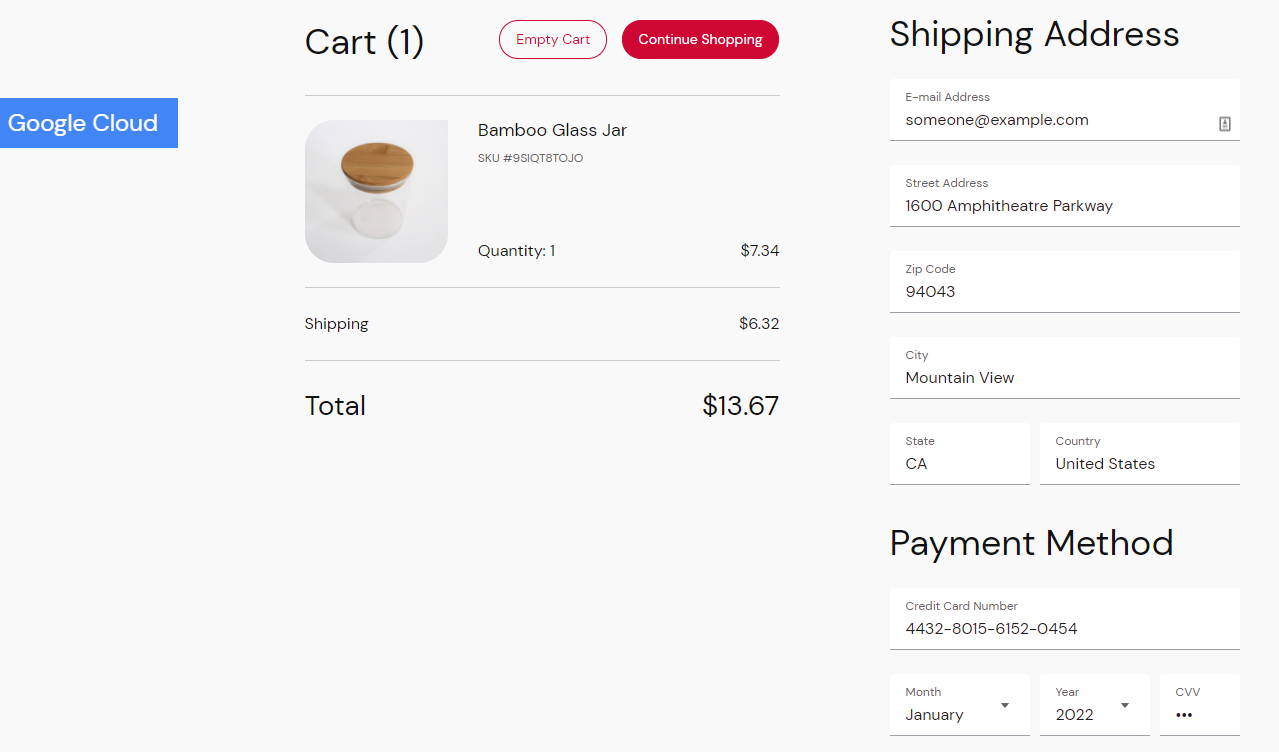 Google Cloud
Cart (1)
Empty Cart
Continue Shopping
Bamboo Glass Jar
SKU #9SIQT8TOJO
Quantity: 1
$7.34
Shipping
$6.32
Total
$13.67
Shipping Address
E-mail Address
someone@example.com
Street Address
1600 Amphitheatre Parkway
Zip Code
94043
City
Mountain View
State
CA
Country
United States
Payment Method
Credit Card Number
4432-8015-6152-0454
Month
January
Year
2022
CVV
•••